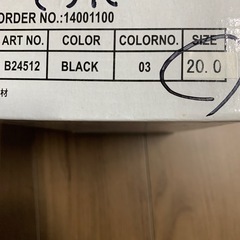 ORDER NO.:14001100
ART NO. COLOR COLORNO. SIZE
B24512 BLACK 03 20.0
材